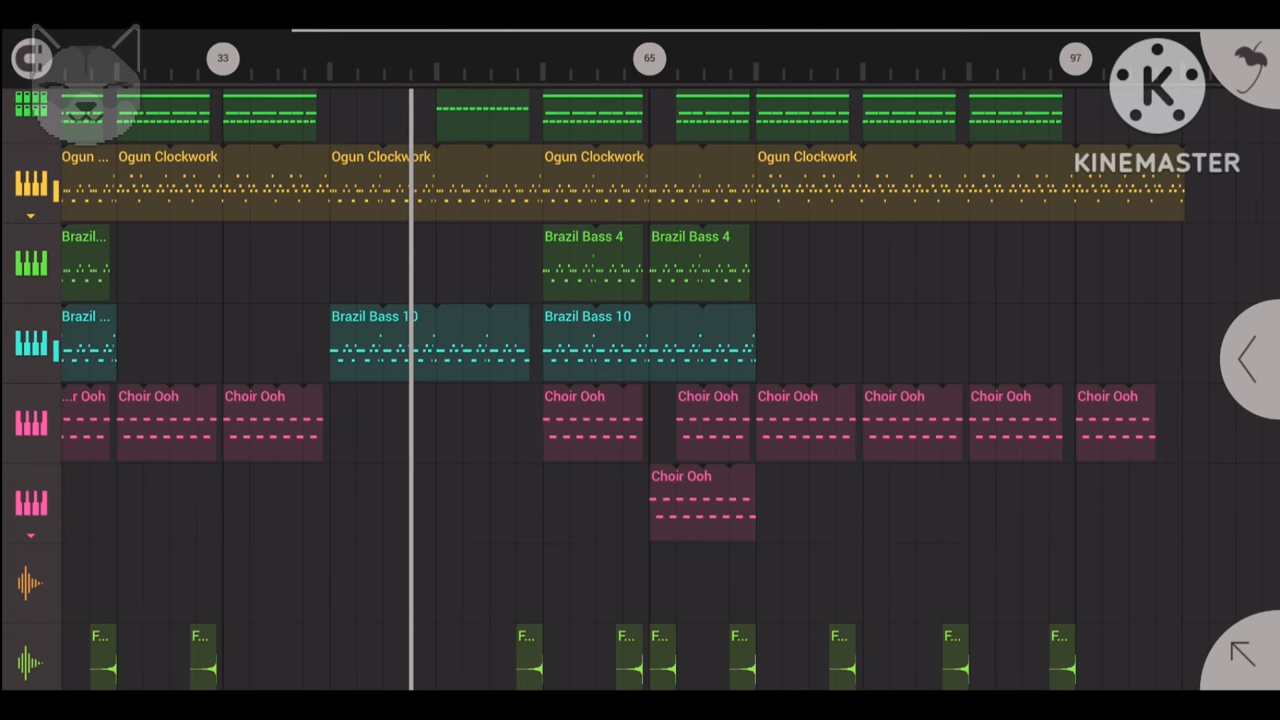 33 65 97
K
KINEMASTER
Ogun ... Ogun Clockwork Ogun Clockwork Ogun Clockwork Ogun Clockwork
Brazil... Brazil Bass 4 Brazil Bass 4
Brazil ... Brazil Bass 10 Brazil Bass 10
...r Ooh Choir Ooh Choir Ooh Choir Ooh Choir Ooh Choir Ooh Choir Ooh Choir Ooh Choir Ooh
Choir Ooh
F... F... F... F... F... F... F... F... F...